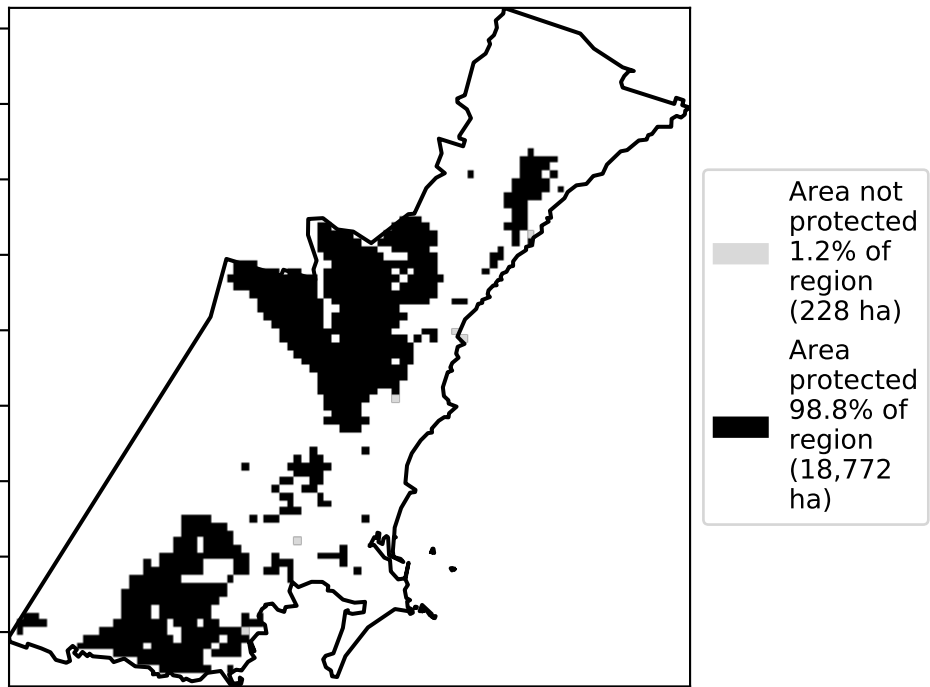 Area not
protected
1.2% of
region
(228 ha)
Area
protected
98.8% of
region
(18,772
ha)